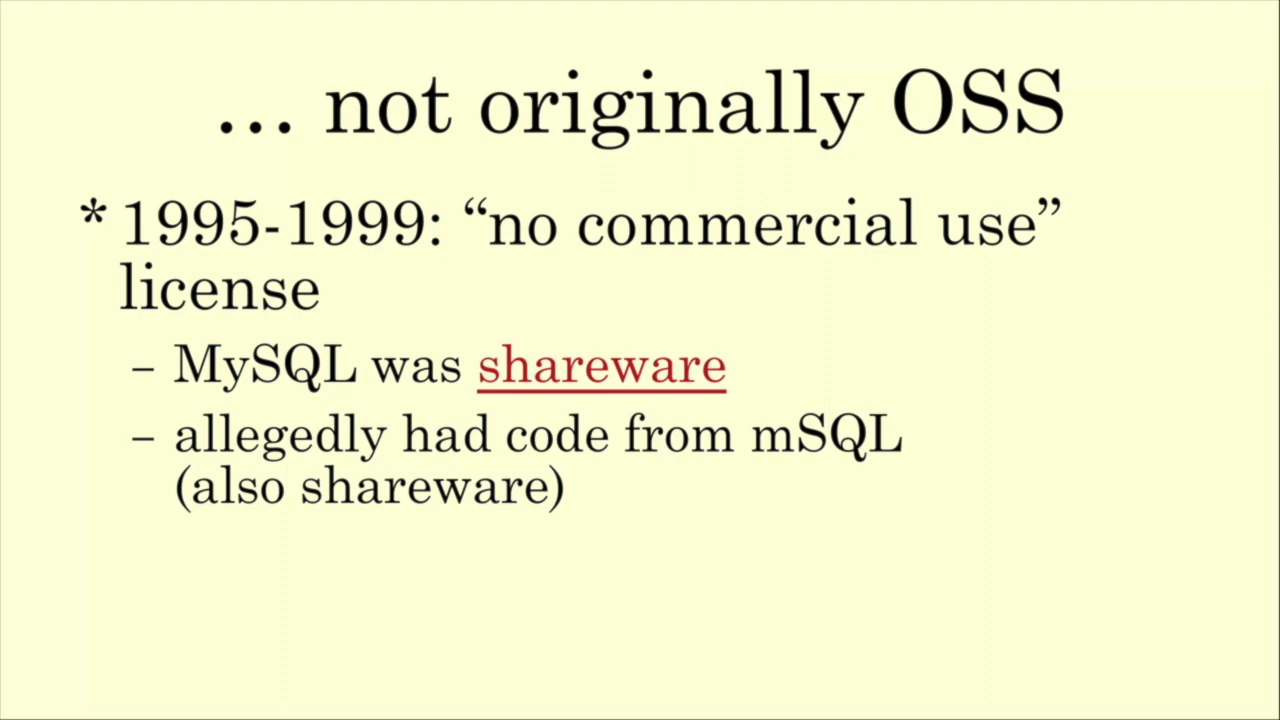 ... not originally OSS
* 1995-1999: “no commercial use”
license
– MySQL was shareware
– allegedly had code from mSQL
(also shareware)